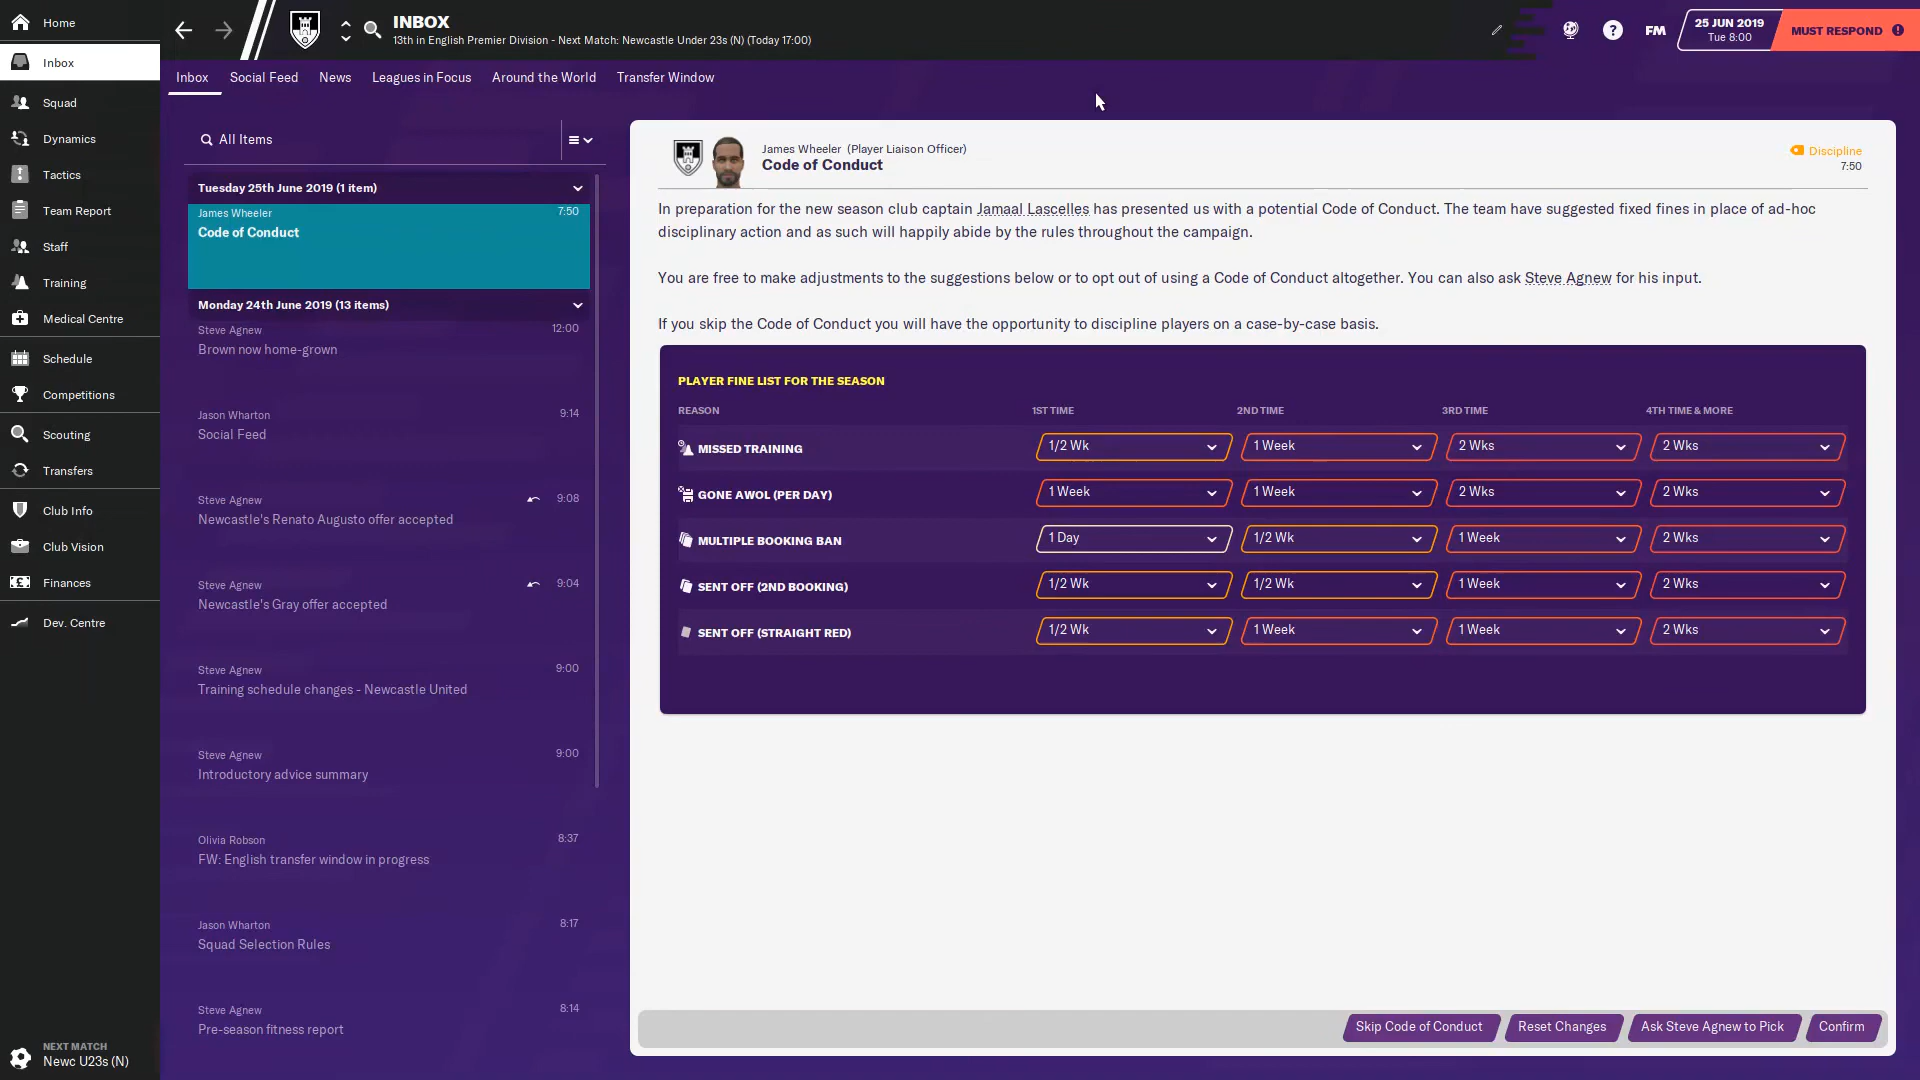 Home
INBOX
13th in English Premier Division - Next Match: Newcastle Under 23s (N) (Today 17:00)
FM
25 JUN 2019
Tue 8:00
MUST RESPOND
Inbox
Squad
Dynamics
Tactics
Team Report
Staff
Training
Medical Centre
Schedule
Competitions
Scouting
Transfers
Club Info
Club Vision
Finances
Dev. Centre
NEXT MATCH
Newc U23s (N)
Inbox Social Feed News Leagues in Focus Around the World Transfer Window
All Items
Tuesday 25th June 2019 (1 item)
James Wheeler 7:50
Code of Conduct
Monday 24th June 2019 (13 items)
Steve Agnew 12:00
Brown now home-grown
Jason Wharton 9:14
Social Feed
Steve Agnew 9:08
Newcastle's Renato Augusto offer accepted
Steve Agnew 9:04
Newcastle's Gray offer accepted
Steve Agnew 9:00
Training schedule changes - Newcastle United
Steve Agnew 9:00
Introductory advice summary
Olivia Robson 8:37
FW: English transfer window in progress
Jason Wharton 8:17
Squad Selection Rules
Steve Agnew 8:14
Pre-season fitness report
James Wheeler (Player Liaison Officer)
Code of Conduct
Discipline
7:50
In preparation for the new season club captain Jamaal Lascelles has presented us with a potential Code of Conduct. The team have suggested fixed fines in place of ad-hoc
disciplinary action and as such will happily abide by the rules throughout the campaign.
You are free to make adjustments to the suggestions below or to opt out of using a Code of Conduct altogether. You can also ask Steve Agnew for his input.
If you skip the Code of Conduct you will have the opportunity to discipline players on a case-by-case basis.
PLAYER FINE LIST FOR THE SEASON
REASON 1ST TIME 2ND TIME 3RD TIME 4TH TIME & MORE
MISSED TRAINING 1/2 Wk 1 Week 2 Wks 2 Wks
GONE AWOL (PER DAY) 1 Week 1 Week 2 Wks 2 Wks
MULTIPLE BOOKING BAN 1 Day 1/2 Wk 1 Week 2 Wks
SENT OFF (2ND BOOKING) 1/2 Wk 1/2 Wk 1 Week 2 Wks
SENT OFF (STRAIGHT RED) 1/2 Wk 1 Week 1 Week 2 Wks
Skip Code of Conduct Reset Changes Ask Steve Agnew to Pick Confirm